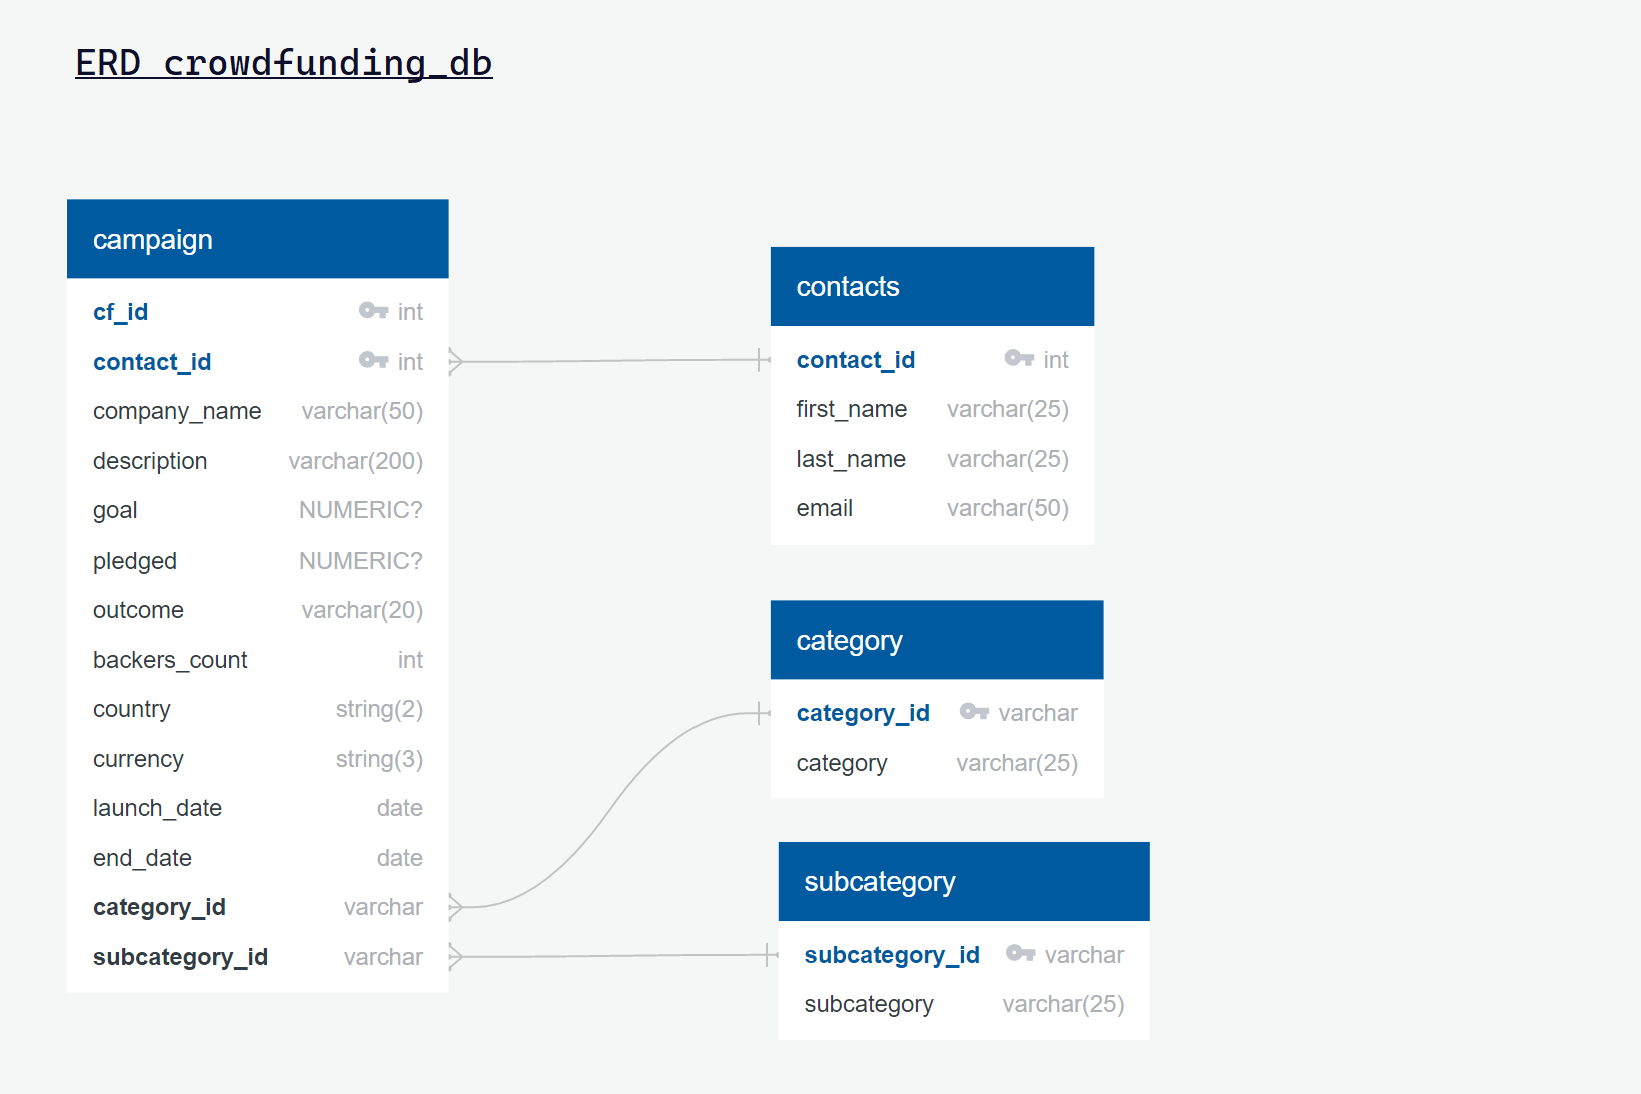 ERD crowdfunding_db
campaign
cf_id int
contact_id int
company_name varchar(50)
description varchar(200)
goal NUMERIC?
pledged NUMERIC?
outcome varchar(20)
backers_count int
country string(2)
currency string(3)
launch_date date
end_date date
category_id varchar
subcategory_id varchar
contacts
contact_id int
first_name varchar(25)
last_name varchar(25)
email varchar(50)
category
category_id varchar
category varchar(25)
subcategory
subcategory_id varchar
subcategory varchar(25)